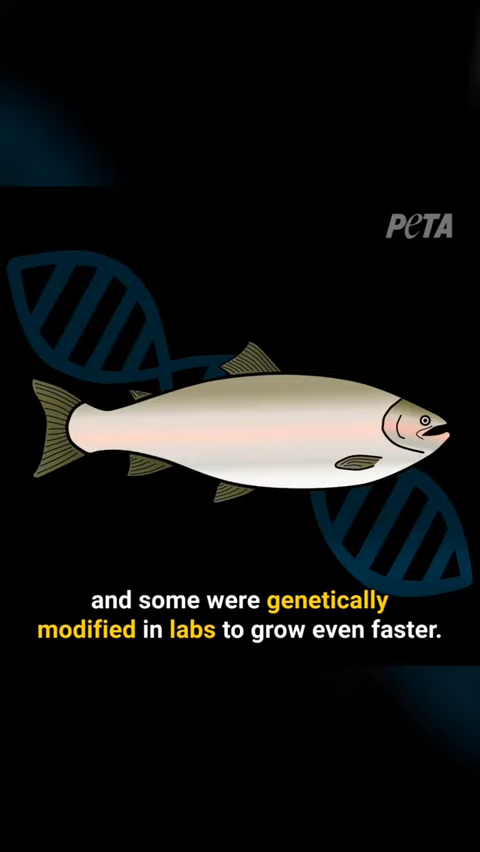 PETA
and some were genetically
modified in labs to grow even faster.